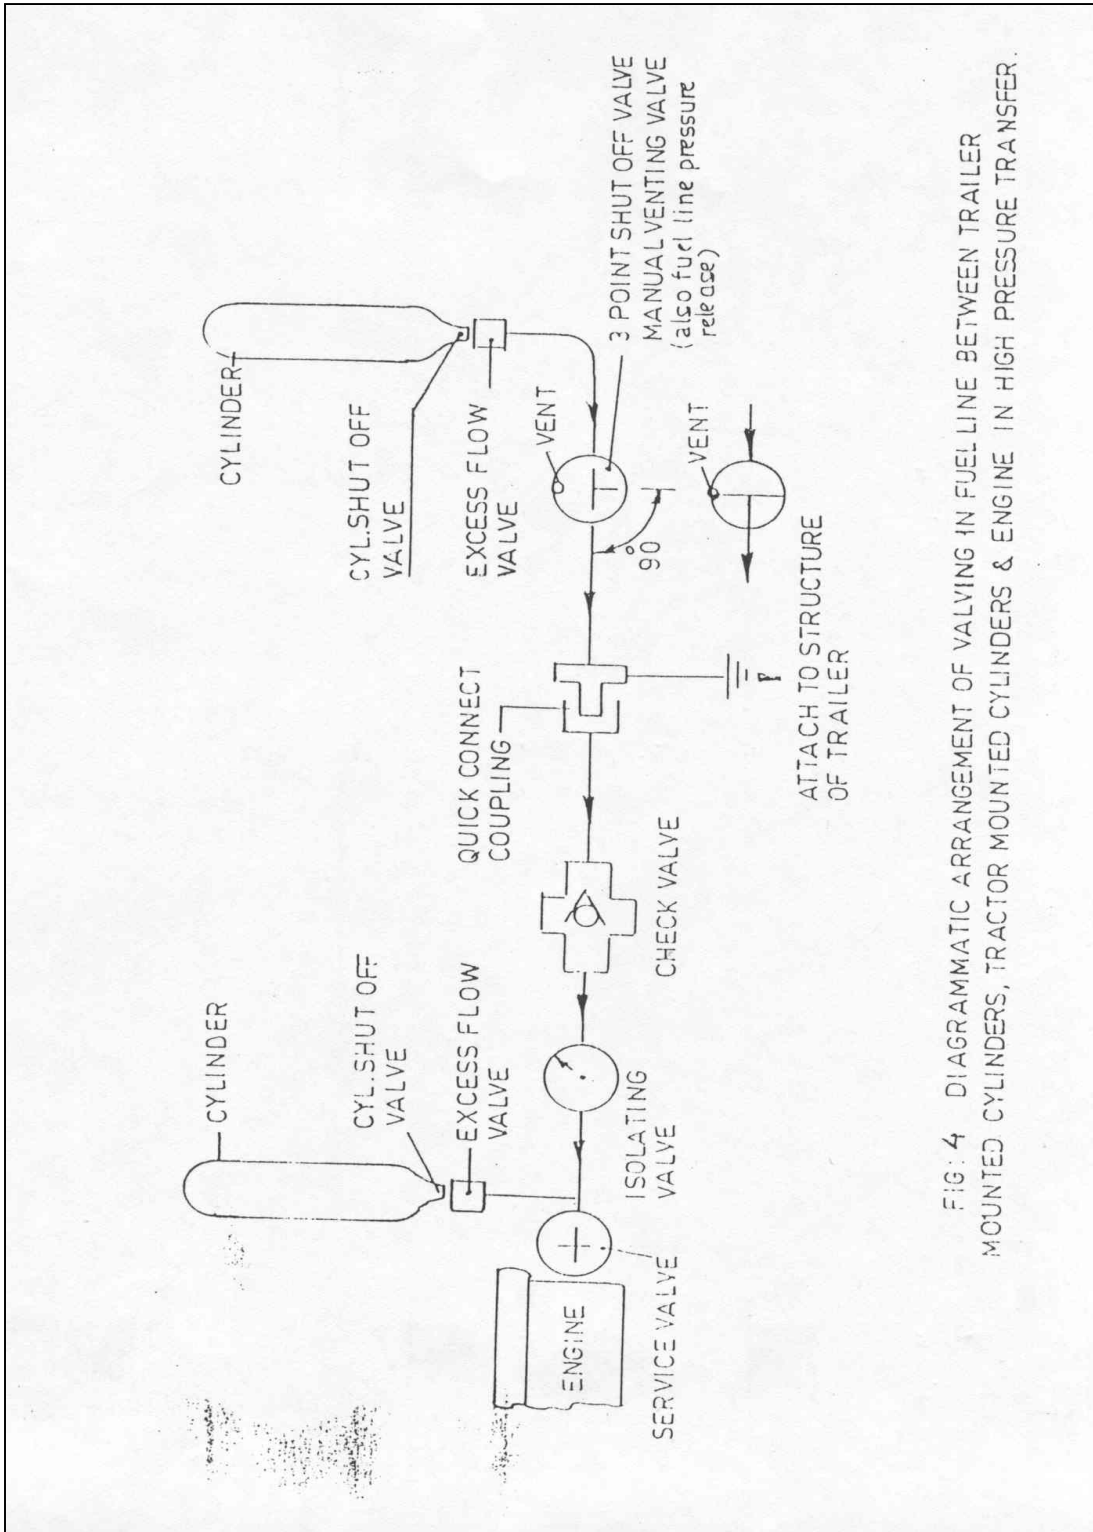 CYLINDER
CYL.SHUT OFF
VALVE
EXCESS FLOW
VALVE
ENGINE
SERVICE VALVE
ISOLATING
VALVE
CHECK VALVE
QUICK CONNECT
COUPLING
ATTACH TO STRUCTURE
OF TRAILER
CYLINDER
CYL.SHUT OFF
VALVE
EXCESS FLOW
VALVE
VENT
90°
VENT
3 POINT SHUT OFF VALVE
MANUAL VENTING VALVE
(also fuel line pressure
release)
FIG: 4 DIAGRAMMATIC ARRANGEMENT OF VALVING IN FUEL LINE BETWEEN TRAILER
MOUNTED CYLINDERS, TRACTOR MOUNTED CYLINDERS & ENGINE IN HIGH PRESSURE TRANSFER.